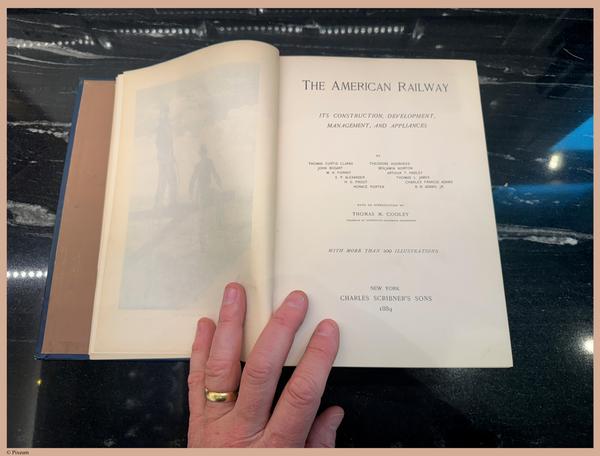 THE AMERICAN RAILWAY
ITS CONSTRUCTION, DEVELOPMENT,
MANAGEMENT, AND APPLIANCES
BY
THOMAS CURTIS CLARKE THEODORE VOORHEES
JOHN BOGART BENJAMIN NORTON
M. N. FORNEY ARTHUR T. HADLEY
E. P. ALEXANDER THOMAS L. JAMES
H. G. PROUT CHARLES FRANCIS ADAMS
HORACE PORTER B. B. ADAMS, JR.
WITH AN INTRODUCTION BY
THOMAS M. COOLEY
WITH MORE THAN 200 ILLUSTRATIONS
NEW YORK
CHARLES SCRIBNER'S SONS
1889
© Pixzam